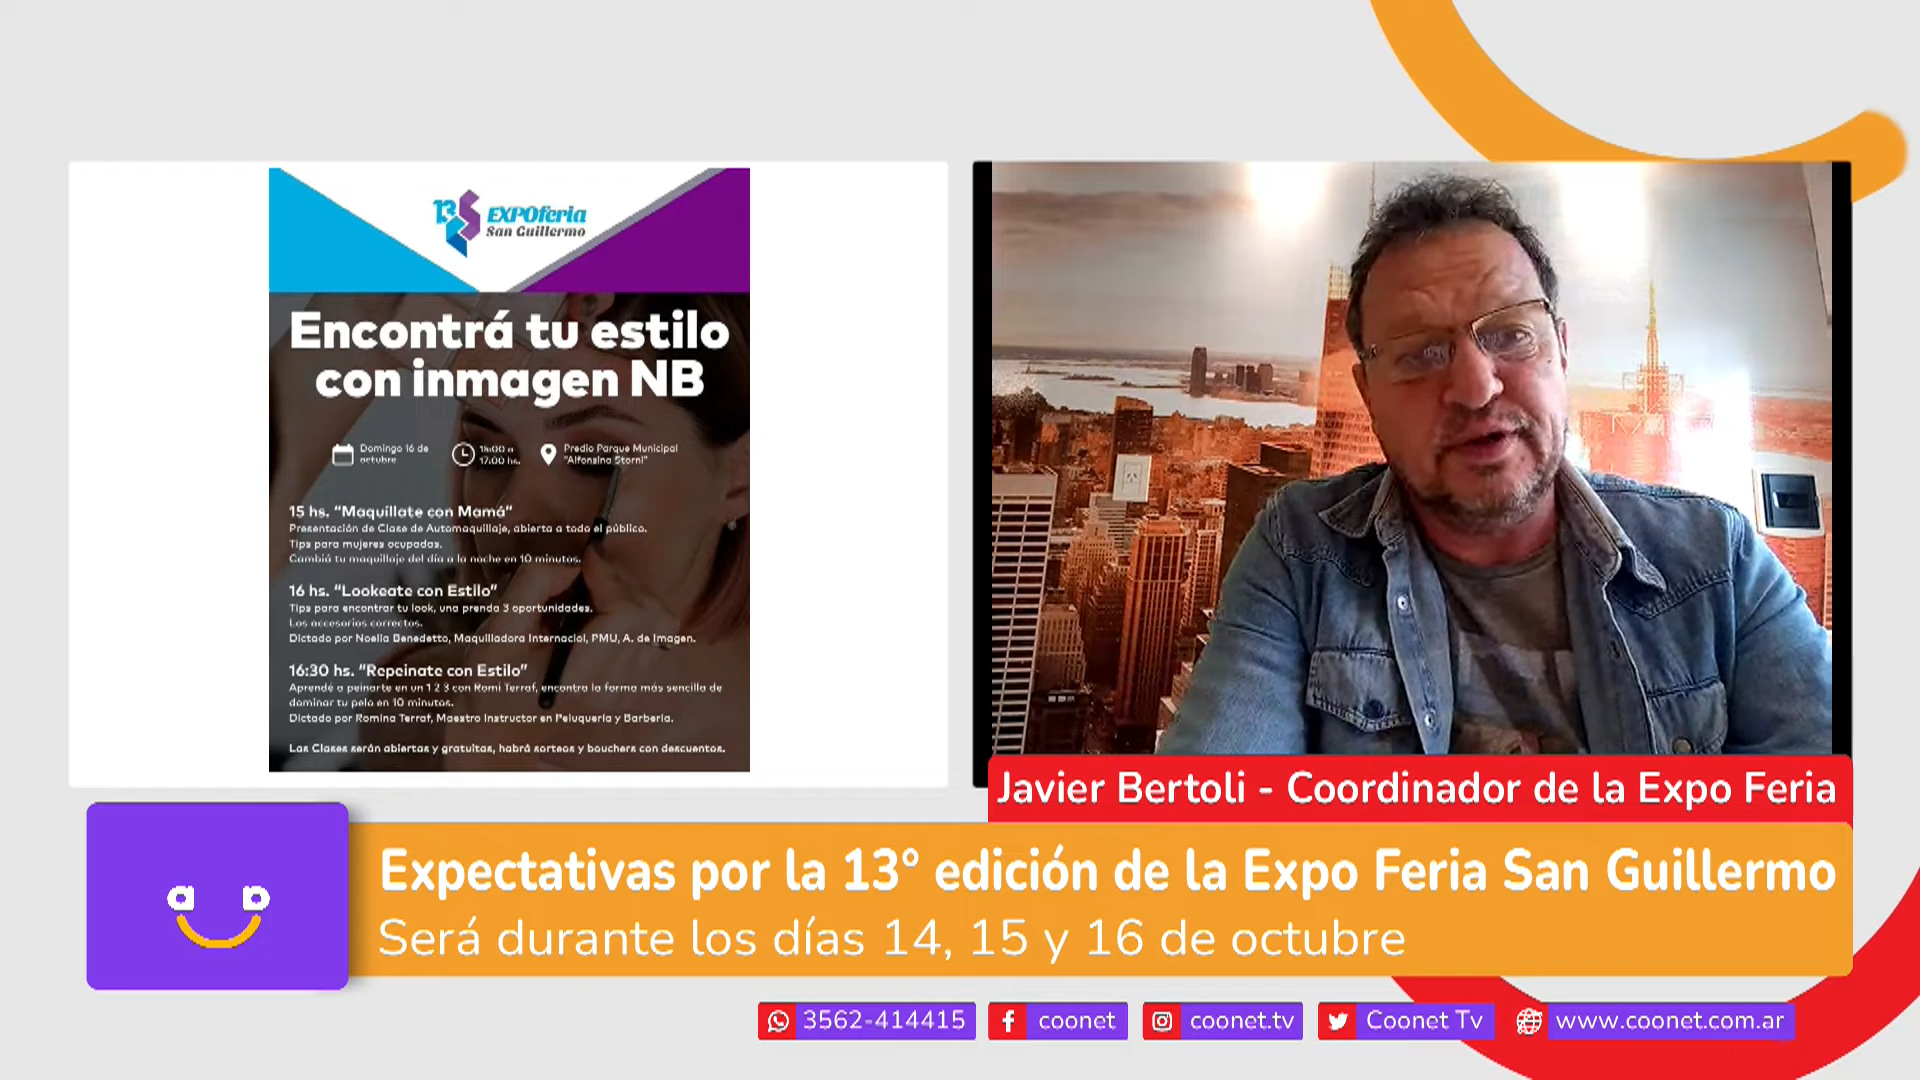 13 EXPOferia
San Guillermo
Encontrá tu estilo
con inmagen NB
Domingo 16 de
octubre
17:00 hs.
Predio Parque Municipal
"Alfonsina Storni"
15 hs. "Maquillate con Mamá"
Presentación de Clase de Automaquillaje, abierta a todo el público.
Tips para mujeres ocupadas.
Cambiá tu maquillaje del día a la noche en 10 minutos.
16 hs. "Lookeate con Estilo"
Tips para encontrar tu look, una prenda 3 oportunidades.
Los accesorios correctos.
Dictado por Noelia Benedetto, Maquilladora Internacial, PMU, A. de Imagen.
16:30 hs. "Repeinate con Estilo"
Aprendé a peinarte en un 1 2 3 con Romi Terraf, encontra la forma más sencilla de
dominar tu pelo en 10 minutos.
Dictado por Romina Terraf, Maestro Instructor en Peluquería y Barbería.
Las Clases serán abiertas y gratuitas, habrá sorteos y bouchers con descuentos.
Javier Bertoli - Coordinador de la Expo Feria
Expectativas por la 13° edición de la Expo Feria San Guillermo
Será durante los días 14, 15 y 16 de octubre
3562-414415 coonet coonet.tv Coonet Tv www.coonet.com.ar